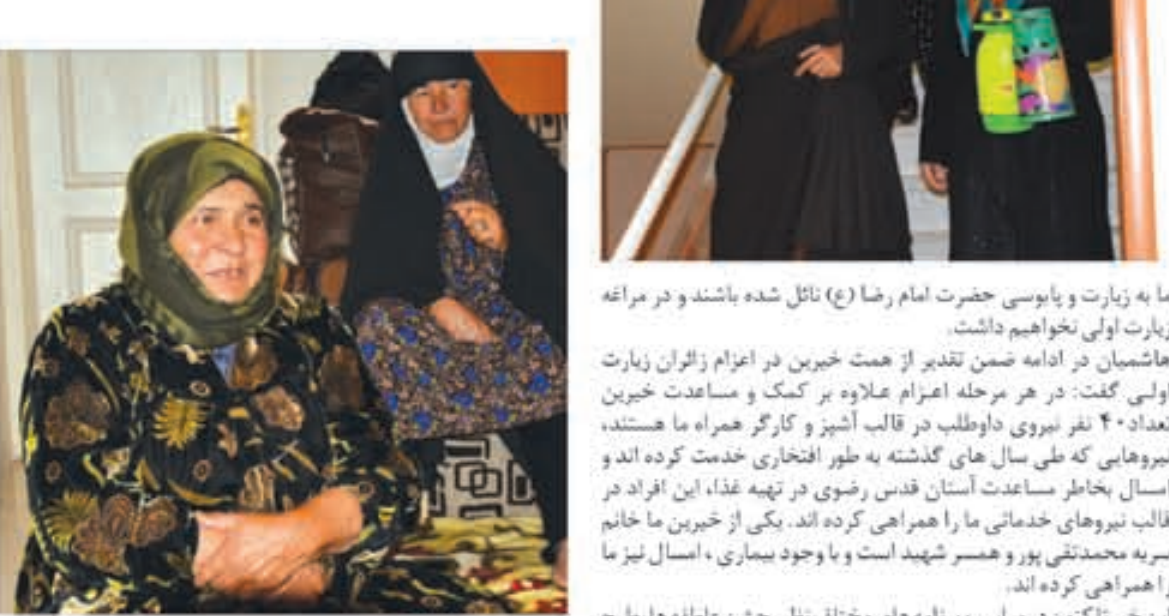 ما به زیارت و پابوسی حضرت امام رضا (ع) نائل شده باشند و در مراغه
زیارت اولی نخواهیم داشت.
هاشمیان در ادامه ضمن تقدیر از همت خیرین در اعزام زائران زیارت
اولی گفت: در هر مرحله اعزام علاوه بر کمک و مساعدت خیرین
تعداد ۴۰ نفر نیروی داوطلب در قالب آشپز و کارگر همراه ما هستند،
نیروهایی که طی سال های گذشته به طور افتخاری خدمت کرده اند و
امسال بخاطر مساعدت آستان قدس رضوی در تهیه غذا، این افراد در
قالب نیروهای خدماتی ما را همراهی کرده اند. یکی از خیرین ما خانم
محمدتقی پور و همسر شهید است و با وجود بیماری، امسال نیز ما
را همراهی کرده اند.